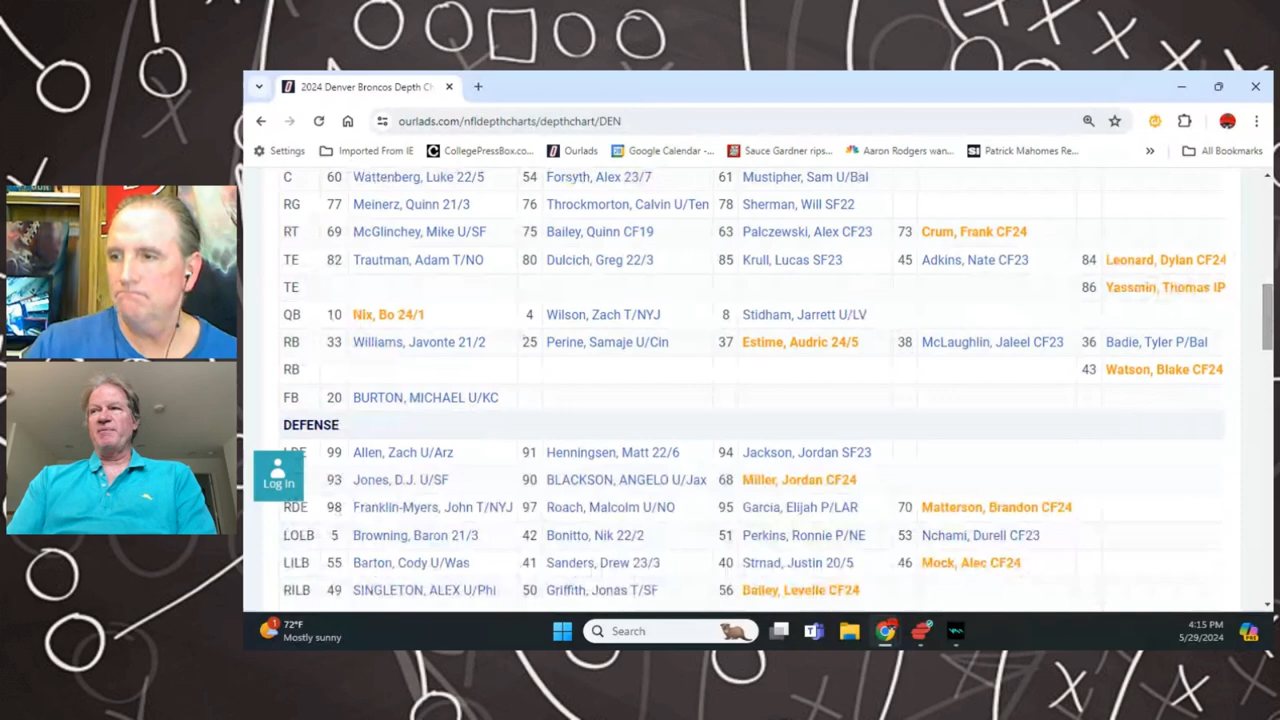 2024 Denver Broncos Depth Ch
ourlads.com/nfldepthcharts/depthchart/DEN
Settings Imported From IE CollegePressBox.co... Ourlads Google Calendar -... Sauce Gardner rips... Aaron Rodgers wan... Patrick Mahomes Re... » All Bookmarks
C 60 Wattenberg, Luke 22/5 54 Forsyth, Alex 23/7 61 Mustipher, Sam U/Bal
RG 77 Meinerz, Quinn 21/3 76 Throckmorton, Calvin U/Ten 78 Sherman, Will SF22
RT 69 McGlinchey, Mike U/SF 75 Bailey, Quinn CF19 63 Palczewski, Alex CF23 73 Crum, Frank CF24
TE 82 Trautman, Adam T/NO 80 Dulcich, Greg 22/3 85 Krull, Lucas SF23 45 Adkins, Nate CF23 84 Leonard, Dylan CF24
TE 86 Yassmin, Thomas IP
QB 10 Nix, Bo 24/1 4 Wilson, Zach T/NYJ 8 Stidham, Jarrett U/LV
RB 33 Williams, Javonte 21/2 25 Perine, Samaje U/Cin 37 Estime, Audric 24/5 38 McLaughlin, Jaleel CF23 36 Badie, Tyler P/Bal
RB 43 Watson, Blake CF24
FB 20 BURTON, MICHAEL U/KC
DEFENSE
LDE 99 Allen, Zach U/Arz 91 Henningsen, Matt 22/6 94 Jackson, Jordan SF23
93 Jones, D.J. U/SF 90 BLACKSON, ANGELO U/Jax 68 Miller, Jordan CF24
Log In
RDE 98 Franklin-Myers, John T/NYJ 97 Roach, Malcolm U/NO 95 Garcia, Elijah P/LAR 70 Matterson, Brandon CF24
LOLB 5 Browning, Baron 21/3 42 Bonitto, Nik 22/2 51 Perkins, Ronnie P/NE 53 Nchami, Durell CF23
LILB 55 Barton, Cody U/Was 41 Sanders, Drew 23/3 40 Strnad, Justin 20/5 46 Mock, Alec CF24
RILB 49 SINGLETON, ALEX U/Phi 50 Griffith, Jonas T/SF 56 Bailey, Levelle CF24
72°F
Mostly sunny
Search
4:15 PM
5/29/2024